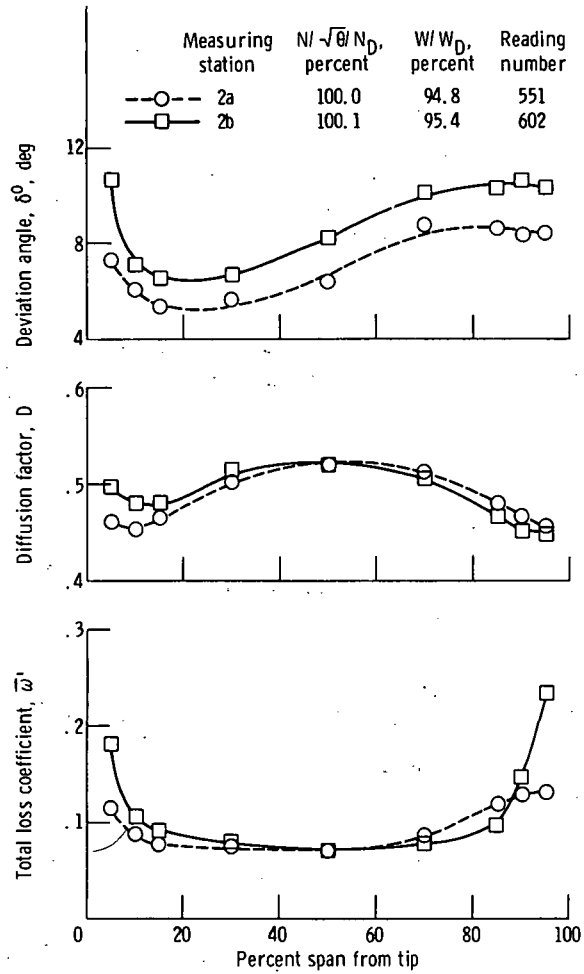 Measuring station N/√θ/N_D, percent W/W_D, percent Reading number
2a 100.0 94.8 551
2b 100.1 95.4 602
Deviation angle, δ⁰, deg
12
8
4
Diffusion factor, D
.6
.5
.4
Total loss coefficient, ω̅'
.3
.2
.1
0 20 40 60 80 100
Percent span from tip